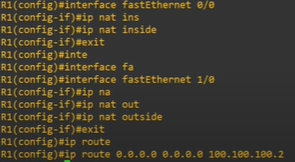 R1(config)#interface fastEthernet 0/0
R1(config-if)#ip nat ins
R1(config-if)#ip nat inside
R1(config-if)#exit
R1(config)#inte
R1(config)#interface fa
R1(config)#interface fastEthernet 1/0
R1(config-if)#ip na
R1(config-if)#ip nat out
R1(config-if)#ip nat outside
R1(config-if)#exit
R1(config)#ip route
R1(config)#ip route 0.0.0.0 0.0.0.0 100.100.100.2